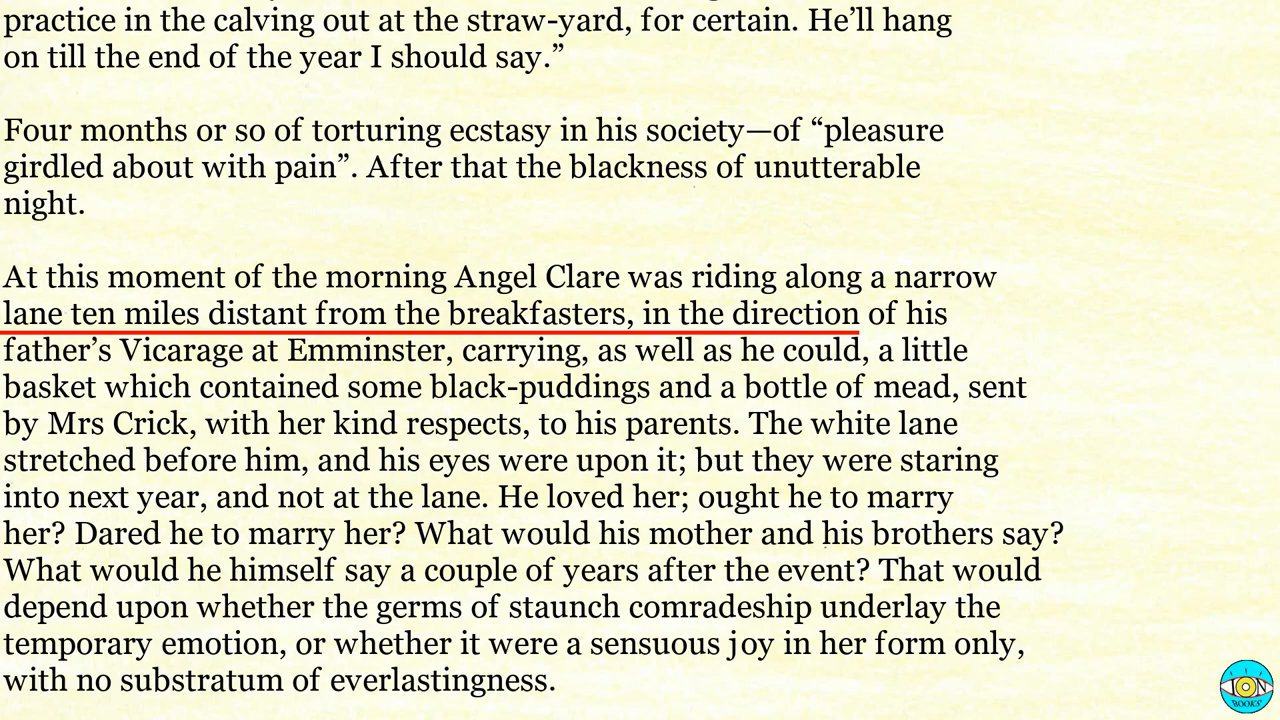 practice in the calving out at the straw-yard, for certain. He’ll hang
on till the end of the year I should say.”
Four months or so of torturing ecstasy in his society—of “pleasure
girdled about with pain”. After that the blackness of unutterable
night.
At this moment of the morning Angel Clare was riding along a narrow
lane ten miles distant from the breakfasters, in the direction of his
father’s Vicarage at Emminster, carrying, as well as he could, a little
basket which contained some black-puddings and a bottle of mead, sent
by Mrs Crick, with her kind respects, to his parents. The white lane
stretched before him, and his eyes were upon it; but they were staring
into next year, and not at the lane. He loved her; ought he to marry
her? Dared he to marry her? What would his mother and his brothers say?
What would he himself say a couple of years after the event? That would
depend upon whether the germs of staunch comradeship underlay the
temporary emotion, or whether it were a sensuous joy in her form only,
with no substratum of everlastingness.
ION
BOOKS